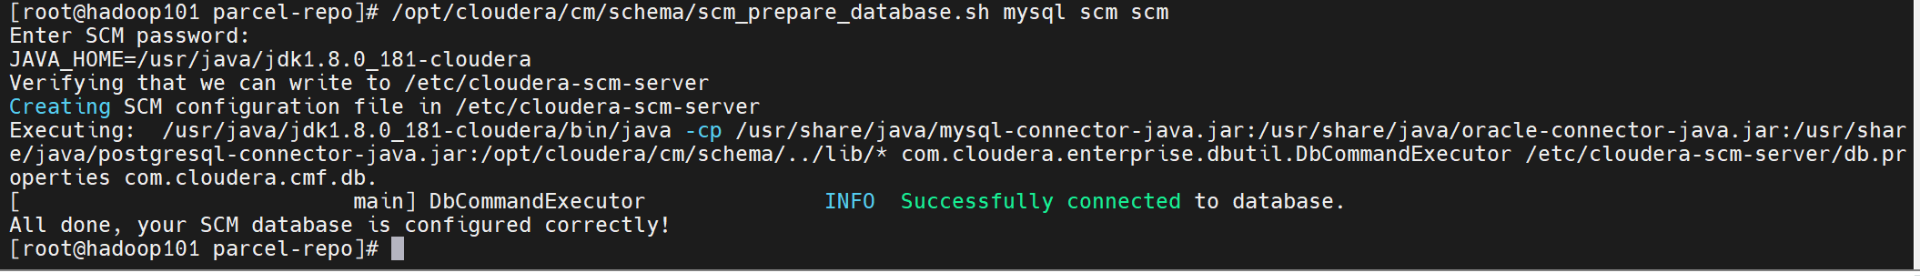 [root@hadoop101 parcel-repo]# /opt/cloudera/cm/schema/scm_prepare_database.sh mysql scm scm
Enter SCM password:
JAVA_HOME=/usr/java/jdk1.8.0_181-cloudera
Verifying that we can write to /etc/cloudera-scm-server
Creating SCM configuration file in /etc/cloudera-scm-server
Executing:  /usr/java/jdk1.8.0_181-cloudera/bin/java -cp /usr/share/java/mysql-connector-java.jar:/usr/share/java/oracle-connector-java.jar:/usr/shar
e/java/postgresql-connector-java.jar:/opt/cloudera/cm/schema/../lib/* com.cloudera.enterprise.dbutil.DbCommandExecutor /etc/cloudera-scm-server/db.pr
operties com.cloudera.cmf.db.
[                          main] DbCommandExecutor              INFO  Successfully connected to database.
All done, your SCM database is configured correctly!
[root@hadoop101 parcel-repo]#